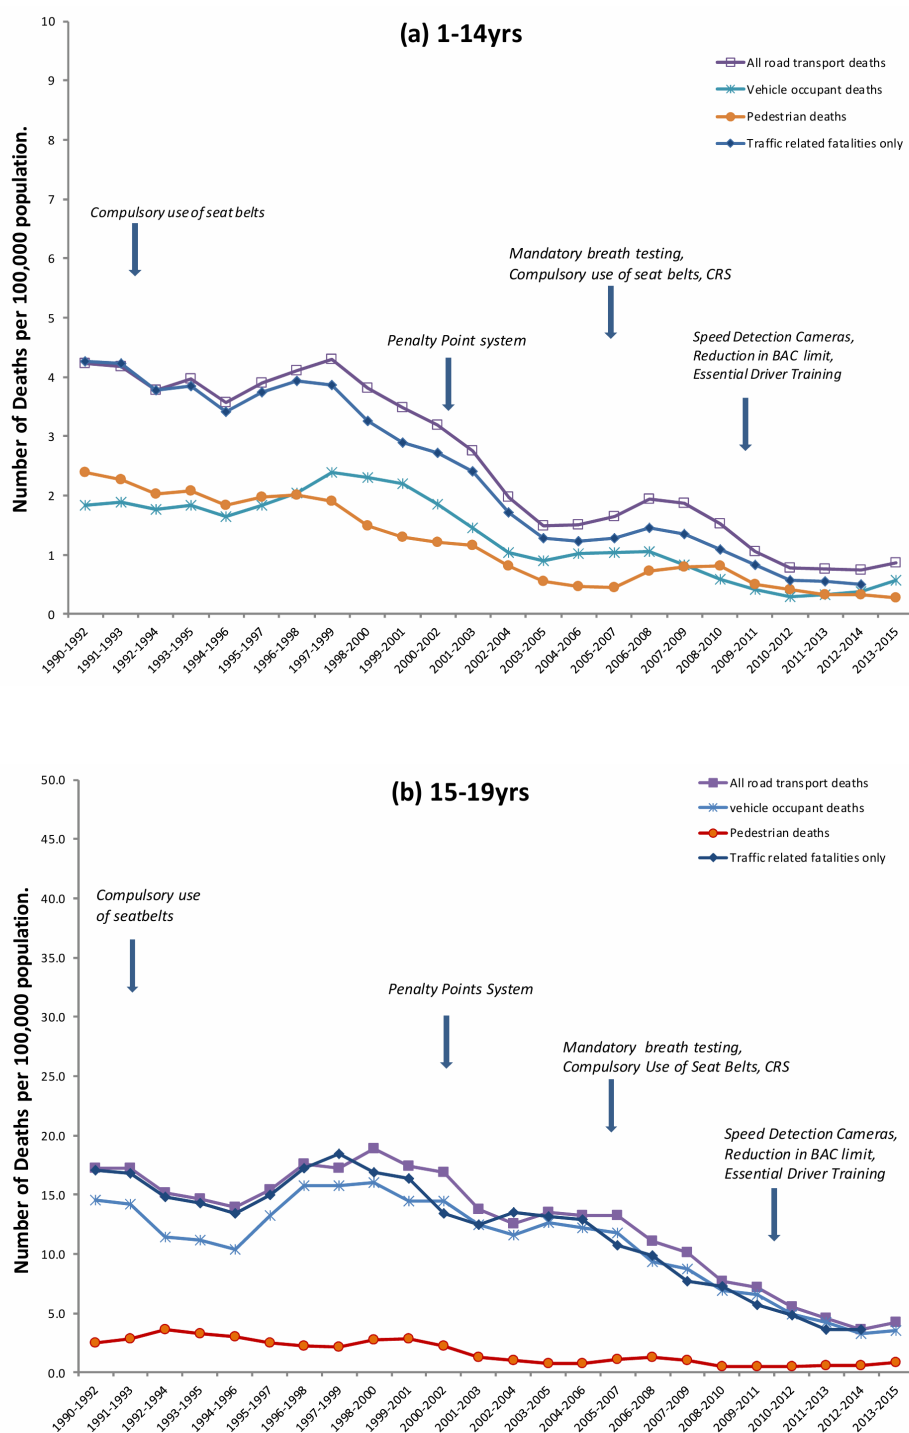 (a) 1-14yrs
All road transport deaths
Vehicle occupant deaths
Pedestrian deaths
Traffic related fatalities only
Number of Deaths per 100,000 population.
10
9
8
7
6
5
4
3
2
1
0
Compulsory use of seat belts
Penalty Point system
Mandatory breath testing,
Compulsory use of seat belts, CRS
Speed Detection Cameras,
Reduction in BAC limit,
Essential Driver Training
1990-1992
1991-1993
1992-1994
1993-1995
1994-1996
1995-1997
1996-1998
1997-1999
1998-2000
1999-2001
2000-2002
2001-2003
2002-2004
2003-2005
2004-2006
2005-2007
2006-2008
2007-2009
2008-2010
2009-2011
2010-2012
2011-2013
2012-2014
2013-2015
(b) 15-19yrs
All road transport deaths
vehicle occupant deaths
Pedestrian deaths
Traffic related fatalities only
Number of Deaths per 100,000 population.
50.0
45.0
40.0
35.0
30.0
25.0
20.0
15.0
10.0
5.0
0.0
Compulsory use
of seatbelts
Penalty Points System
Mandatory breath testing,
Compulsory Use of Seat Belts, CRS
Speed Detection Cameras,
Reduction in BAC limit,
Essential Driver Training
1990-1992
1991-1993
1992-1994
1993-1995
1994-1996
1995-1997
1996-1998
1997-1999
1998-2000
1999-2001
2000-2002
2001-2003
2002-2004
2003-2005
2004-2006
2005-2007
2006-2008
2007-2009
2008-2010
2009-2011
2010-2012
2011-2013
2012-2014
2013-2015